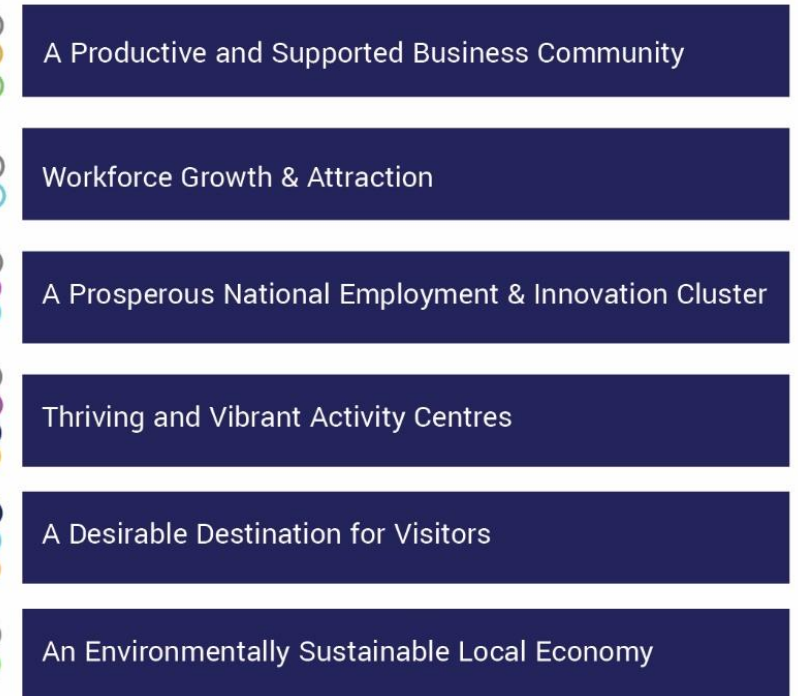 A Productive and Supported Business Community
Workforce Growth & Attraction
A Prosperous National Employment & Innovation Cluster
Thriving and Vibrant Activity Centres
A Desirable Destination for Visitors
An Environmentally Sustainable Local Economy